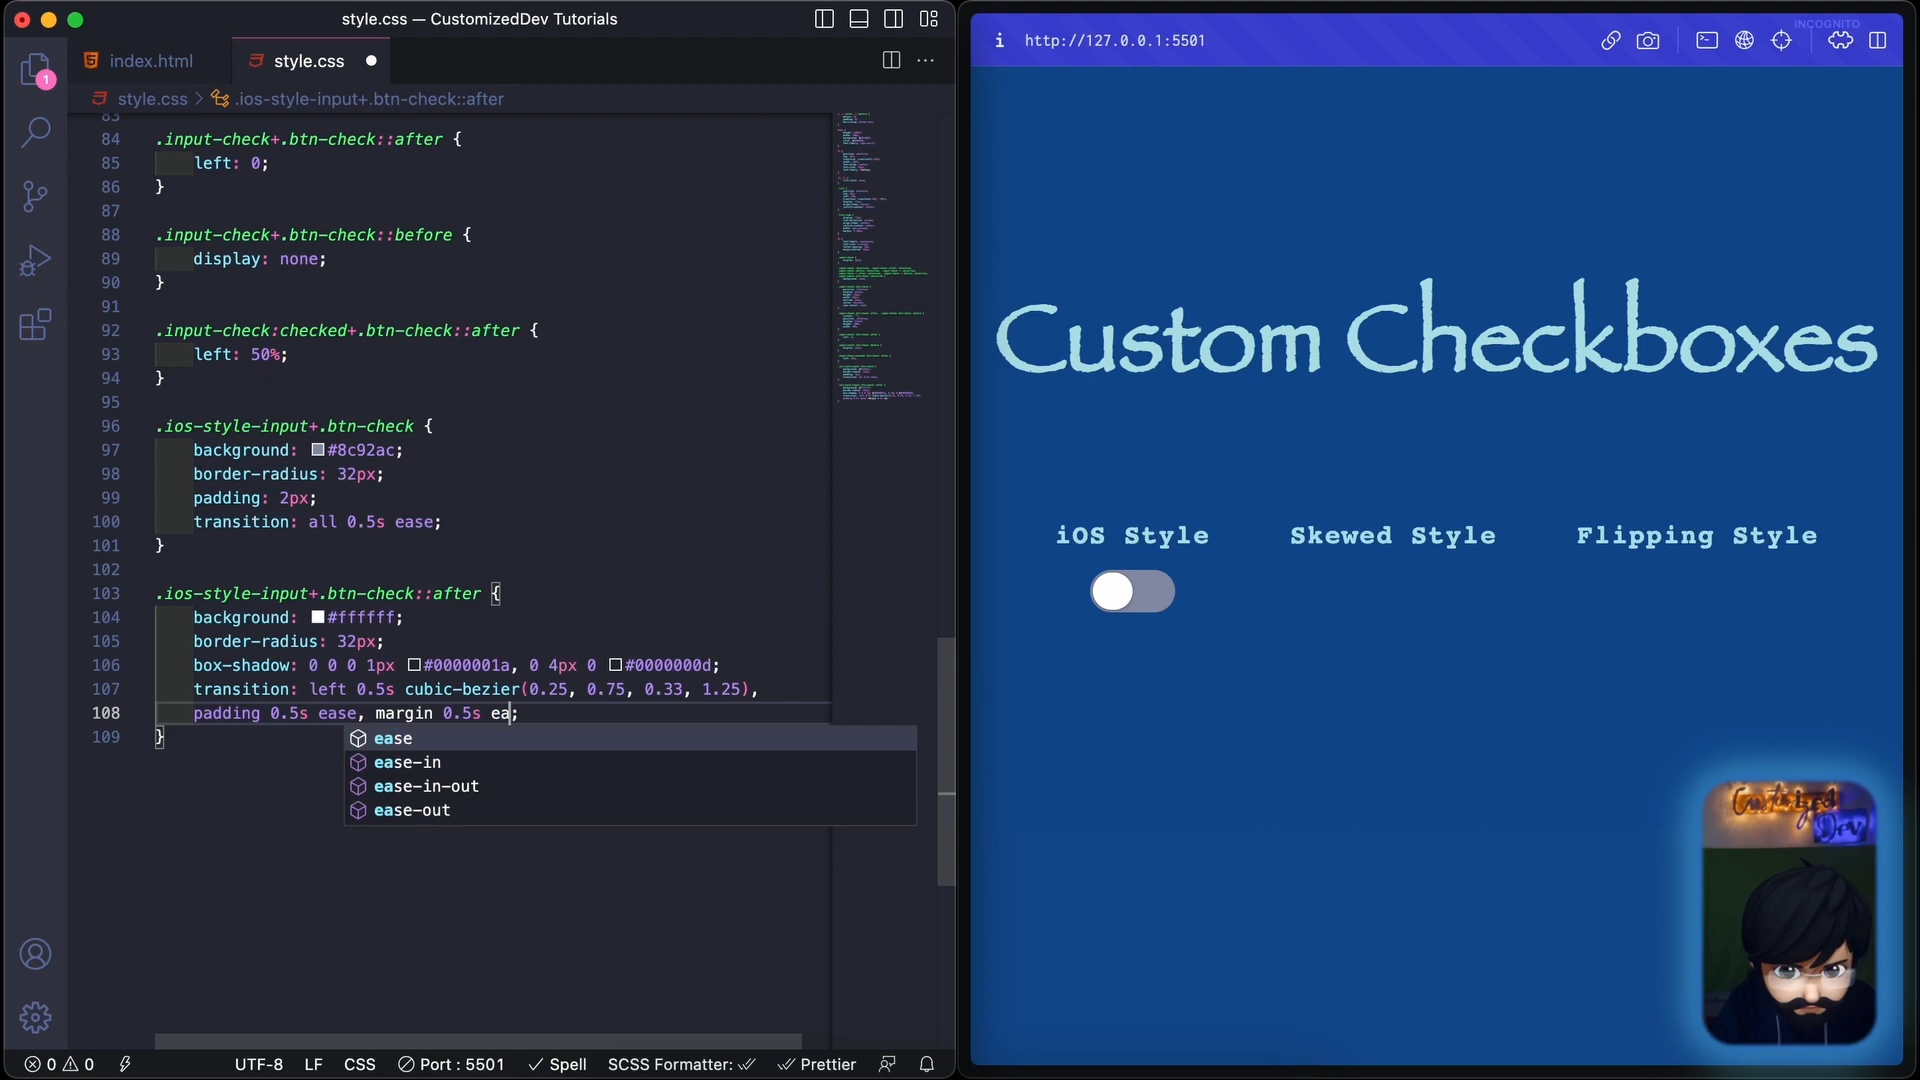 style.css — CustomizedDev Tutorials
index.html
style.css
1
style.css > .ios-style-input+.btn-check::after
83
84 .input-check+.btn-check::after {
85 left: 0;
86 }
87
88 .input-check+.btn-check::before {
89 display: none;
90 }
91
92 .input-check:checked+.btn-check::after {
93 left: 50%;
94 }
95
96 .ios-style-input+.btn-check {
97 background: #8c92ac;
98 border-radius: 32px;
99 padding: 2px;
100 transition: all 0.5s ease;
101 }
102
103 .ios-style-input+.btn-check::after {
104 background: #ffffff;
105 border-radius: 32px;
106 box-shadow: 0 0 0 1px #0000001a, 0 4px 0 #0000000d;
107 transition: left 0.5s cubic-bezier(0.25, 0.75, 0.33, 1.25),
108 padding 0.5s ease, margin 0.5s ea;
109 }
ease
ease-in
ease-in-out
ease-out
0 0 UTF-8 LF CSS Port : 5501 Spell SCSS Formatter: Prettier
INCOGNITO
http://127.0.0.1:5501
Custom Checkboxes
iOS Style Skewed Style Flipping Style
Customized
Dev